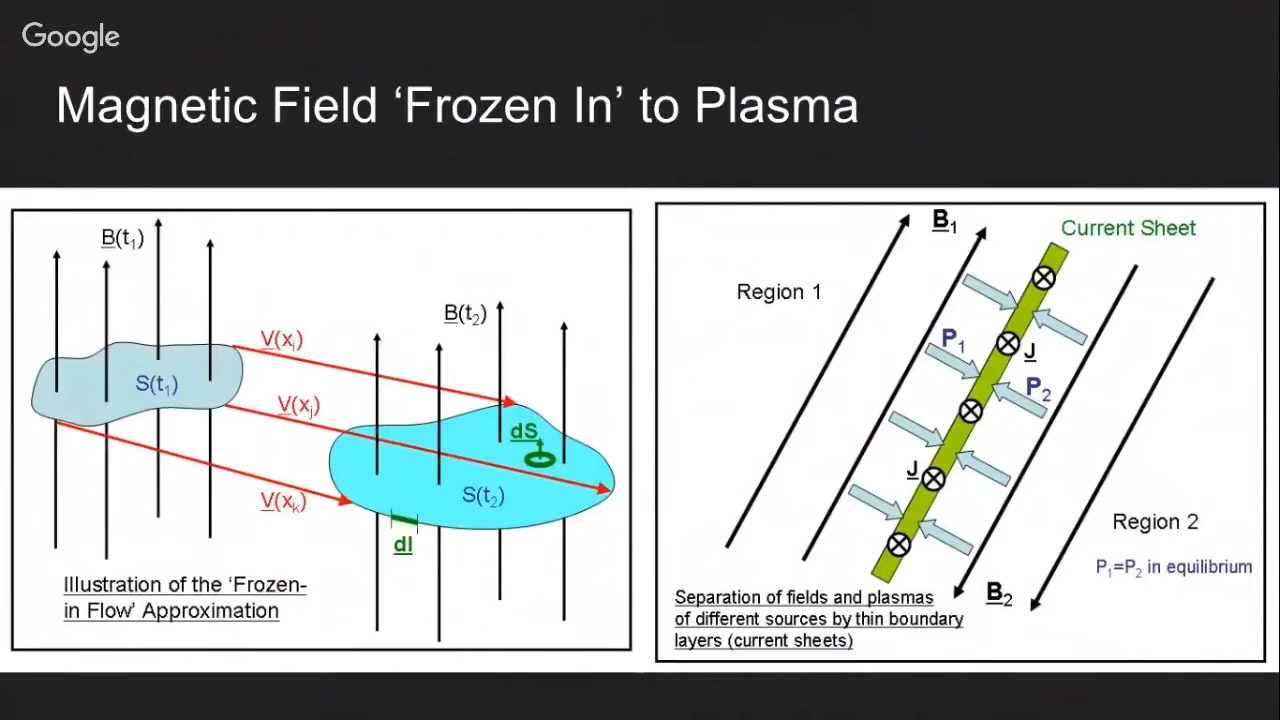 Google
Magnetic Field ‘Frozen In’ to Plasma
B(t1)
B(t2)
V(xi)
S(t1)
V(xj)
dS
S(t2)
V(xk)
dl
Illustration of the ‘Frozen-
in Flow’ Approximation
B1
Current Sheet
Region 1
P1
J
P2
J
Region 2
P1=P2 in equilibrium
B2
Separation of fields and plasmas
of different sources by thin boundary
layers (current sheets)